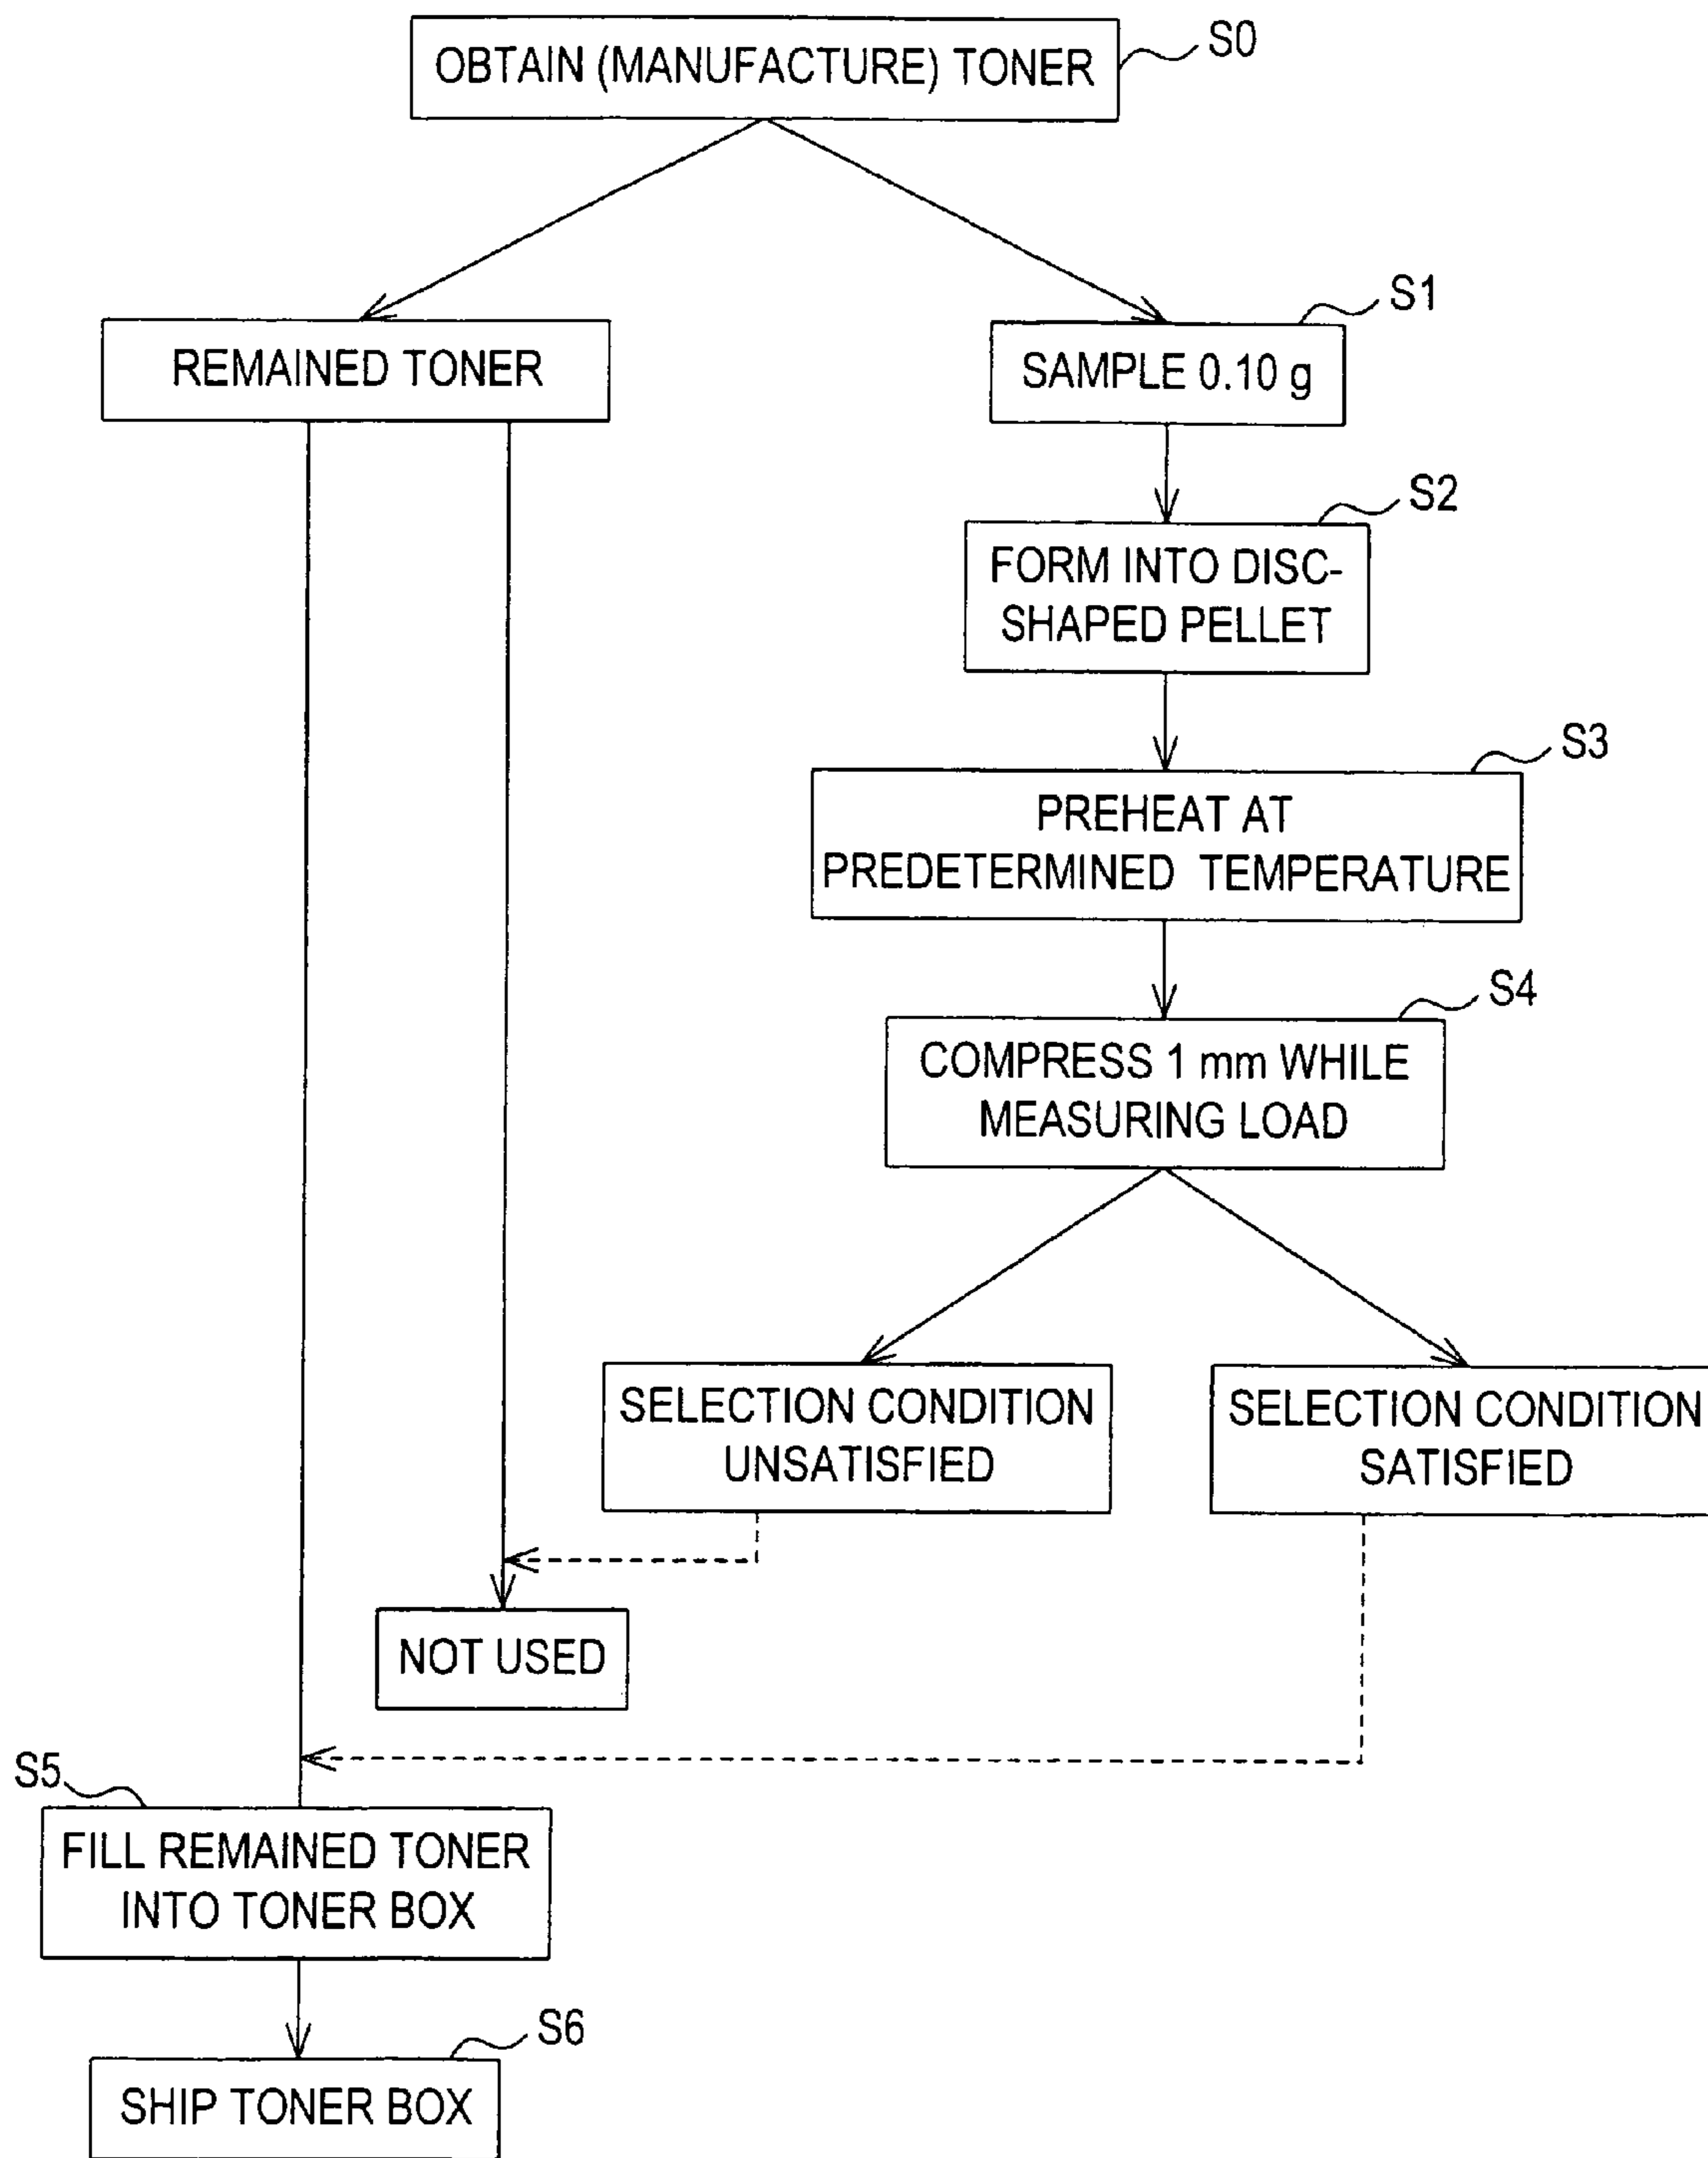 OBTAIN (MANUFACTURE) TONER
S0
REMAINED TONER
S1
SAMPLE 0.10 g
S2
FORM INTO DISC-
SHAPED PELLET
S3
PREHEAT AT
PREDETERMINED TEMPERATURE
S4
COMPRESS 1 mm WHILE
MEASURING LOAD
SELECTION CONDITION
UNSATISFIED
SELECTION CONDITION
SATISFIED
NOT USED
S5
FILL REMAINED TONER
INTO TONER BOX
S6
SHIP TONER BOX